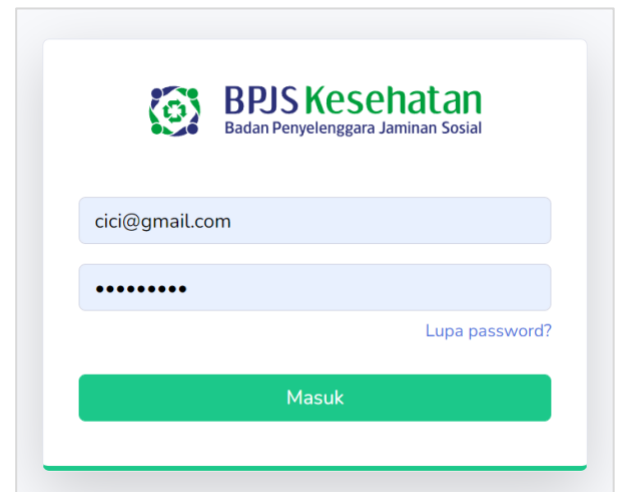 BPJS Kesehatan
Badan Penyelenggara Jaminan Sosial
cici@gmail.com
•••••••••
Lupa password?
Masuk